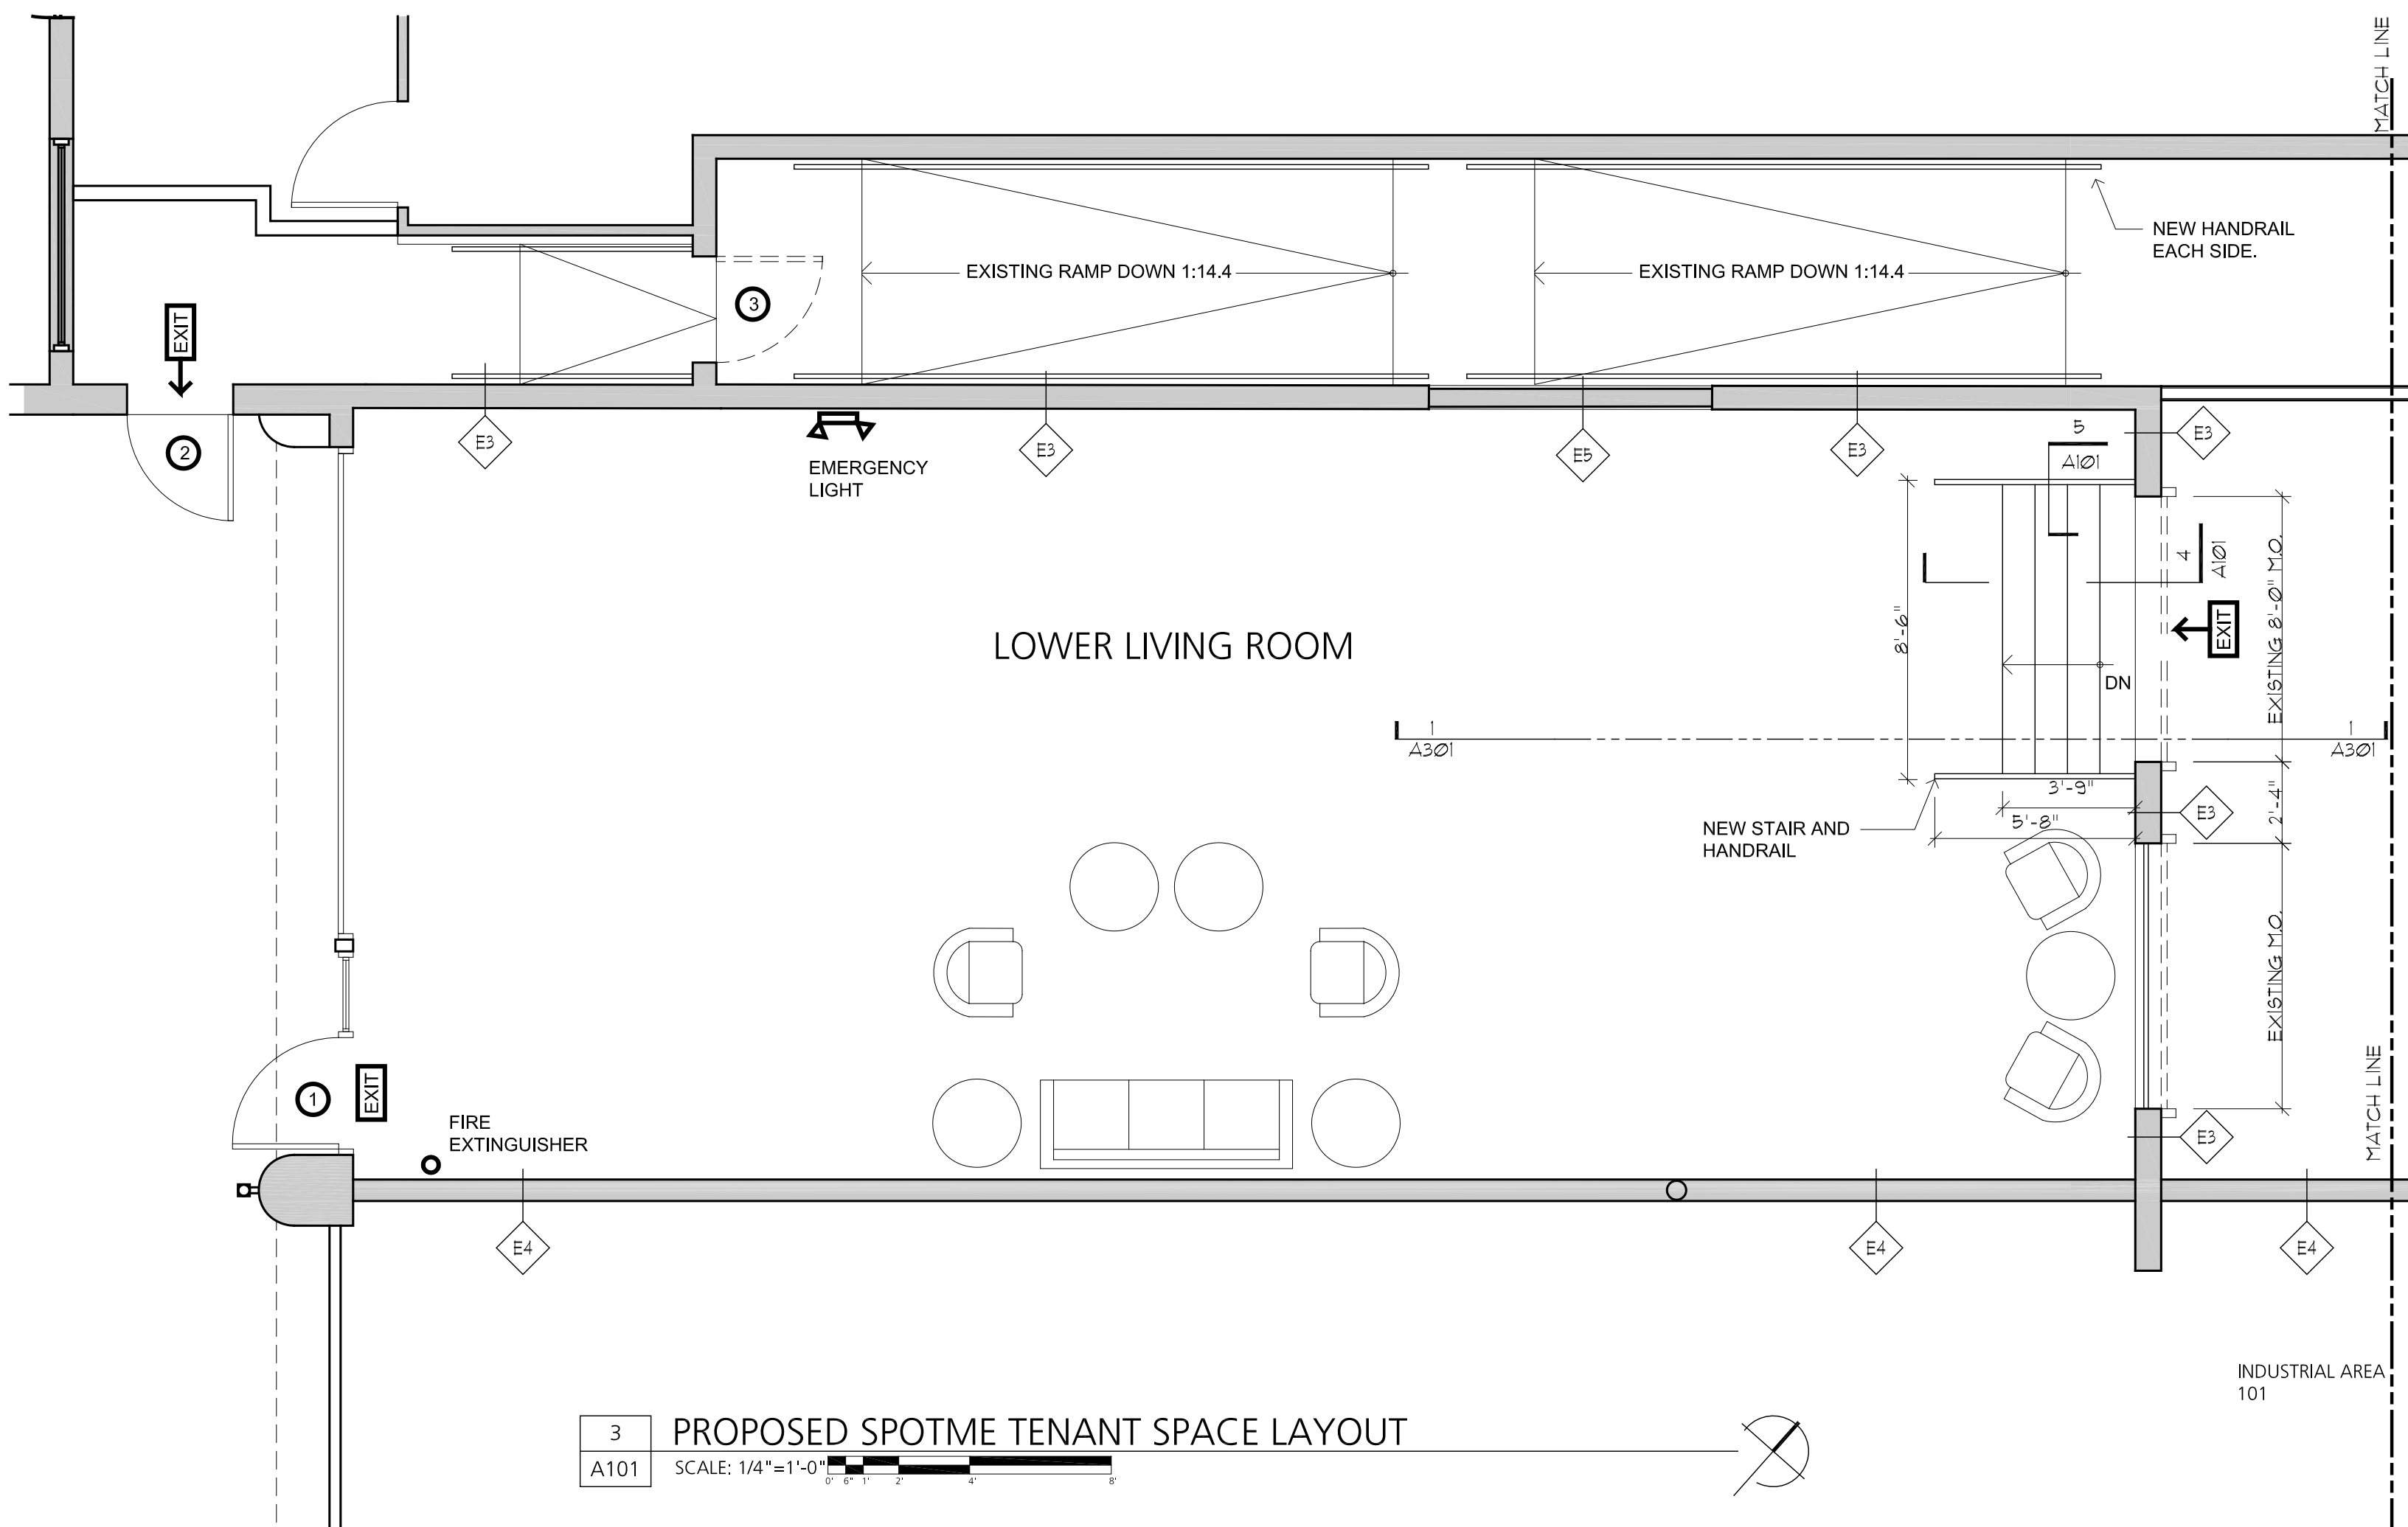 MATCH LINE
NEW HANDRAIL
EACH SIDE.
EXISTING RAMP DOWN 1:14.4
EXISTING RAMP DOWN 1:14.4
EXIT
3
2
E3
EMERGENCY
LIGHT
E3
E5
E3
5
A101
E3
4
A101
EXISTING 8'-0" M.O.
8'-6"
EXIT
LOWER LIVING ROOM
DN
1
A301
1
A301
3'-9"
5'-8"
2'-4"
E3
NEW STAIR AND
HANDRAIL
EXISTING M.O.
MATCH LINE
1
EXIT
FIRE
EXTINGUISHER
E3
E4
E4
E4
INDUSTRIAL AREA
101
3
A101
PROPOSED SPOTME TENANT SPACE LAYOUT
SCALE: 1/4"=1'-0"
0' 6" 1' 2' 4' 8'